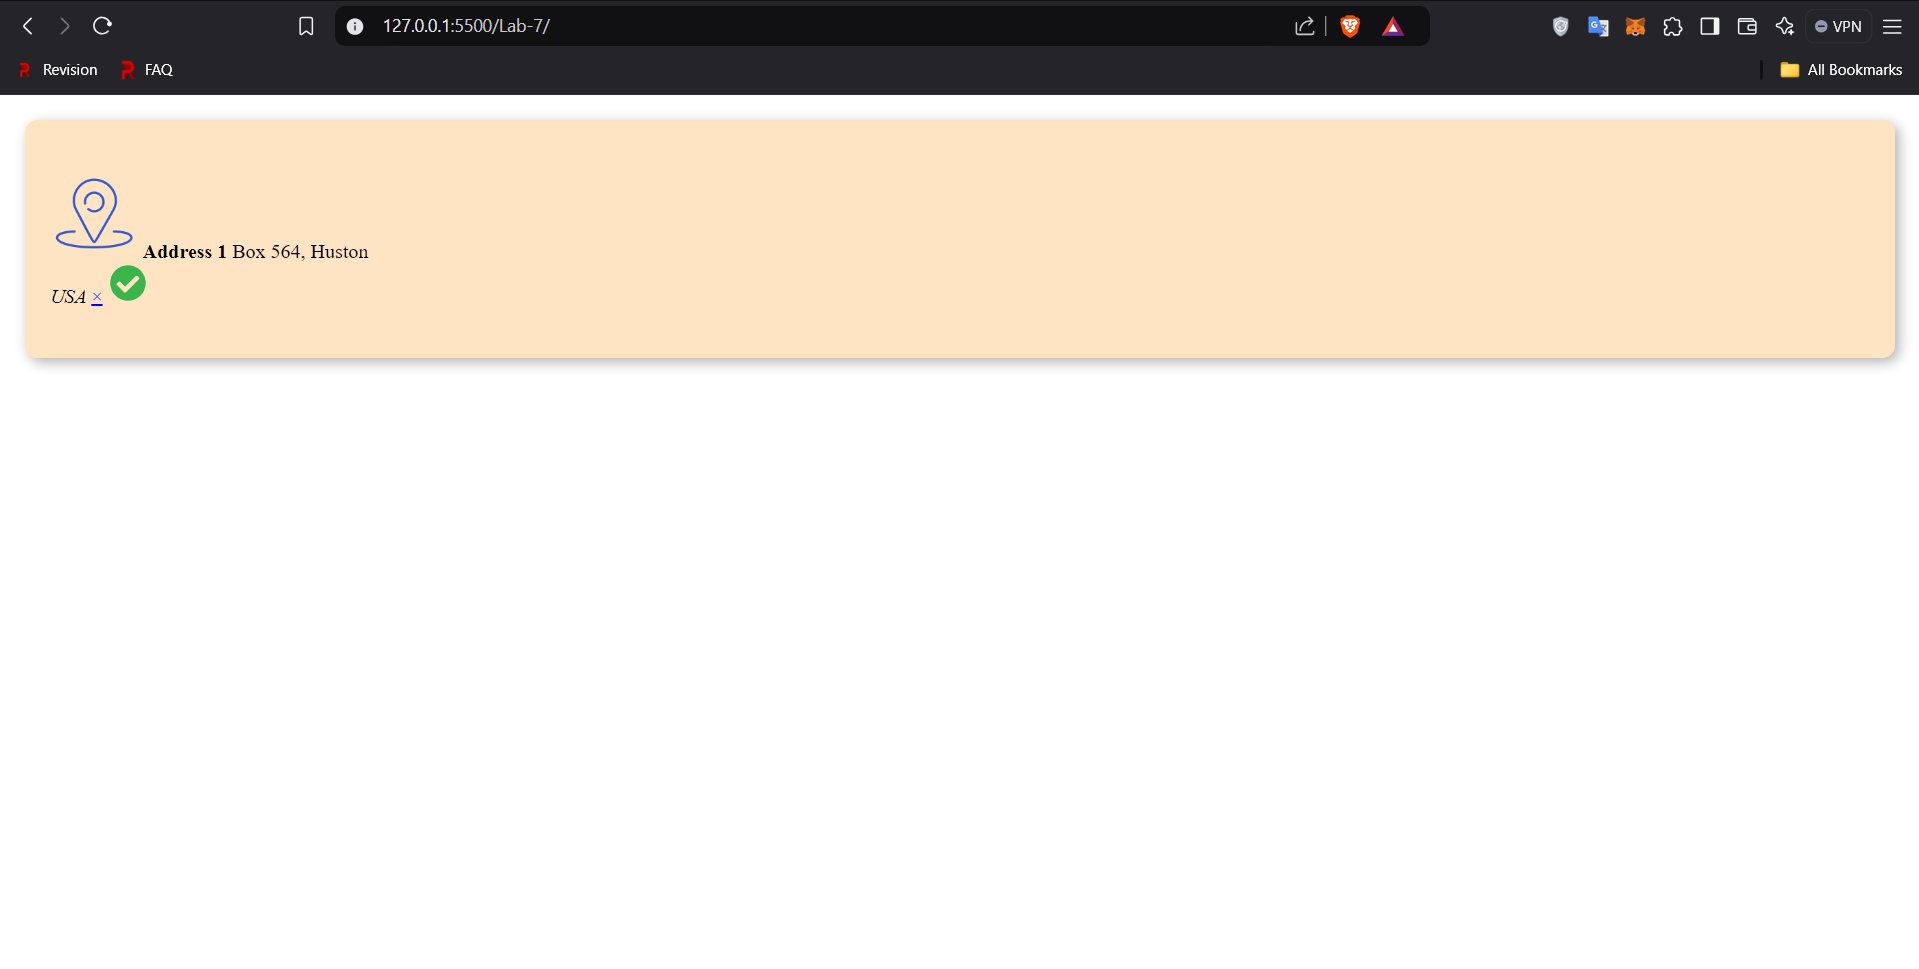 127.0.0.1:5500/Lab-7/
VPN
Revision
FAQ
All Bookmarks
Address 1 Box 564, Huston
USA ×